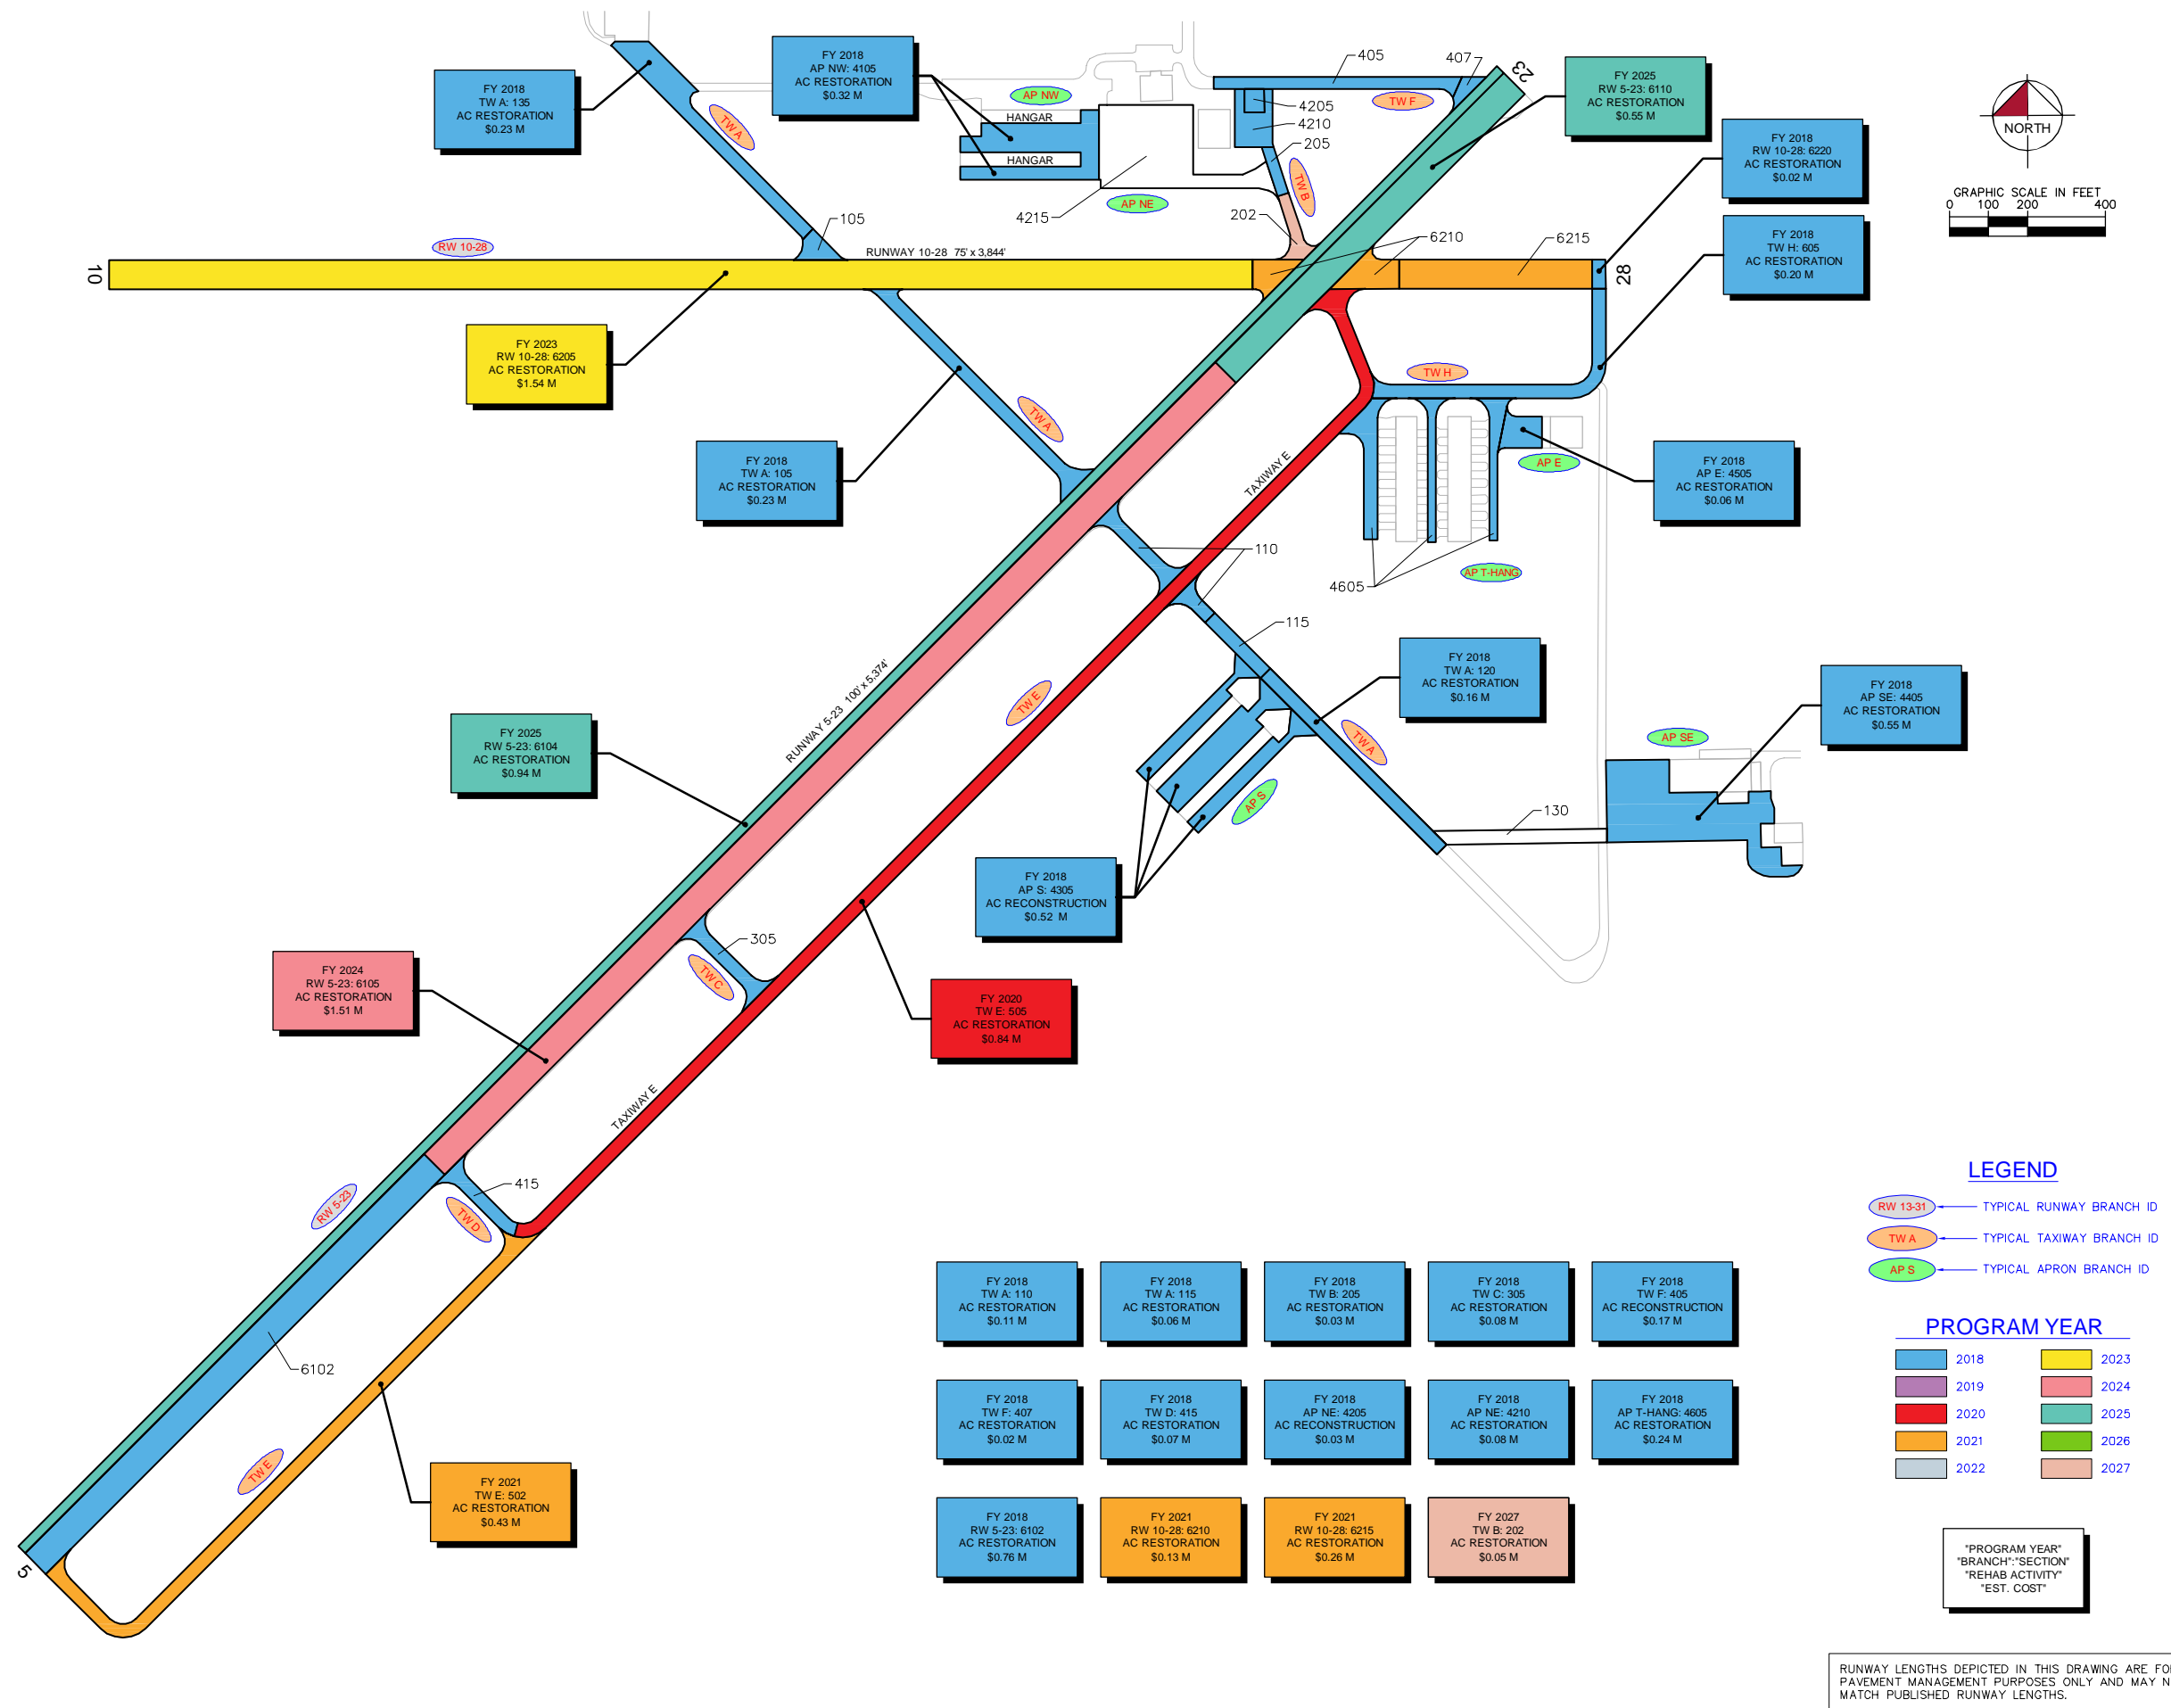 FY 2018
TW A: 135
AC RESTORATION
$0.23 M
FY 2018
AP NW: 4105
AC RESTORATION
$0.32 M
AP NW
HANGAR
HANGAR
AP NE
4215
405
407
4205
4210
205
202
TW F
TW B
TW A
105
23
FY 2025
RW 5-23: 6110
AC RESTORATION
$0.55 M
NORTH
GRAPHIC SCALE IN FEET
0 100 200 400
FY 2018
RW 10-28: 6220
AC RESTORATION
$0.02 M
FY 2018
TW H: 605
AC RESTORATION
$0.20 M
RW 10-28
10
RUNWAY 10-28 75' x 3,844'
6210
6215
28
FY 2023
RW 10-28: 6205
AC RESTORATION
$1.54 M
FY 2018
TW A: 105
AC RESTORATION
$0.23 M
TW A
TW H
TAXIWAY E
AP E
FY 2018
AP E: 4505
AC RESTORATION
$0.06 M
110
4605
AP T-HANG
115
FY 2018
TW A: 120
AC RESTORATION
$0.16 M
TW A
FY 2018
AP SE: 4405
AC RESTORATION
$0.55 M
AP SE
130
RUNWAY 5-23 100' x 5,374'
TW E
AP S
FY 2025
RW 5-23: 6104
AC RESTORATION
$0.94 M
FY 2018
AP S: 4305
AC RECONSTRUCTION
$0.52 M
305
TW C
FY 2024
RW 5-23: 6105
AC RESTORATION
$1.51 M
FY 2020
TW E: 505
AC RESTORATION
$0.84 M
TAXIWAY E
415
TW D
RW 5-23
6102
TW E
5
FY 2021
TW E: 502
AC RESTORATION
$0.43 M
FY 2018
TW A: 110
AC RESTORATION
$0.11 M
FY 2018
TW A: 115
AC RESTORATION
$0.06 M
FY 2018
TW B: 205
AC RESTORATION
$0.03 M
FY 2018
TW C: 305
AC RESTORATION
$0.08 M
FY 2018
TW F: 405
AC RECONSTRUCTION
$0.17 M
FY 2018
TW F: 407
AC RESTORATION
$0.02 M
FY 2018
TW D: 415
AC RESTORATION
$0.07 M
FY 2018
AP NE: 4205
AC RECONSTRUCTION
$0.03 M
FY 2018
AP NE: 4210
AC RESTORATION
$0.08 M
FY 2018
AP T-HANG: 4605
AC RESTORATION
$0.24 M
FY 2018
RW 5-23: 6102
AC RESTORATION
$0.76 M
FY 2021
RW 10-28: 6210
AC RESTORATION
$0.13 M
FY 2021
RW 10-28: 6215
AC RESTORATION
$0.26 M
FY 2027
TW B: 202
AC RESTORATION
$0.05 M
LEGEND
RW 13-31 TYPICAL RUNWAY BRANCH ID
TW A TYPICAL TAXIWAY BRANCH ID
AP S TYPICAL APRON BRANCH ID
PROGRAM YEAR
2018 2023
2019 2024
2020 2025
2021 2026
2022 2027
"PROGRAM YEAR"
"BRANCH":"SECTION"
"REHAB ACTIVITY"
"EST. COST"
RUNWAY LENGTHS DEPICTED IN THIS DRAWING ARE
PAVEMENT MANAGEMENT PURPOSES ONLY AND MAY
MATCH PUBLISHED RUNWAY LENGTHS.